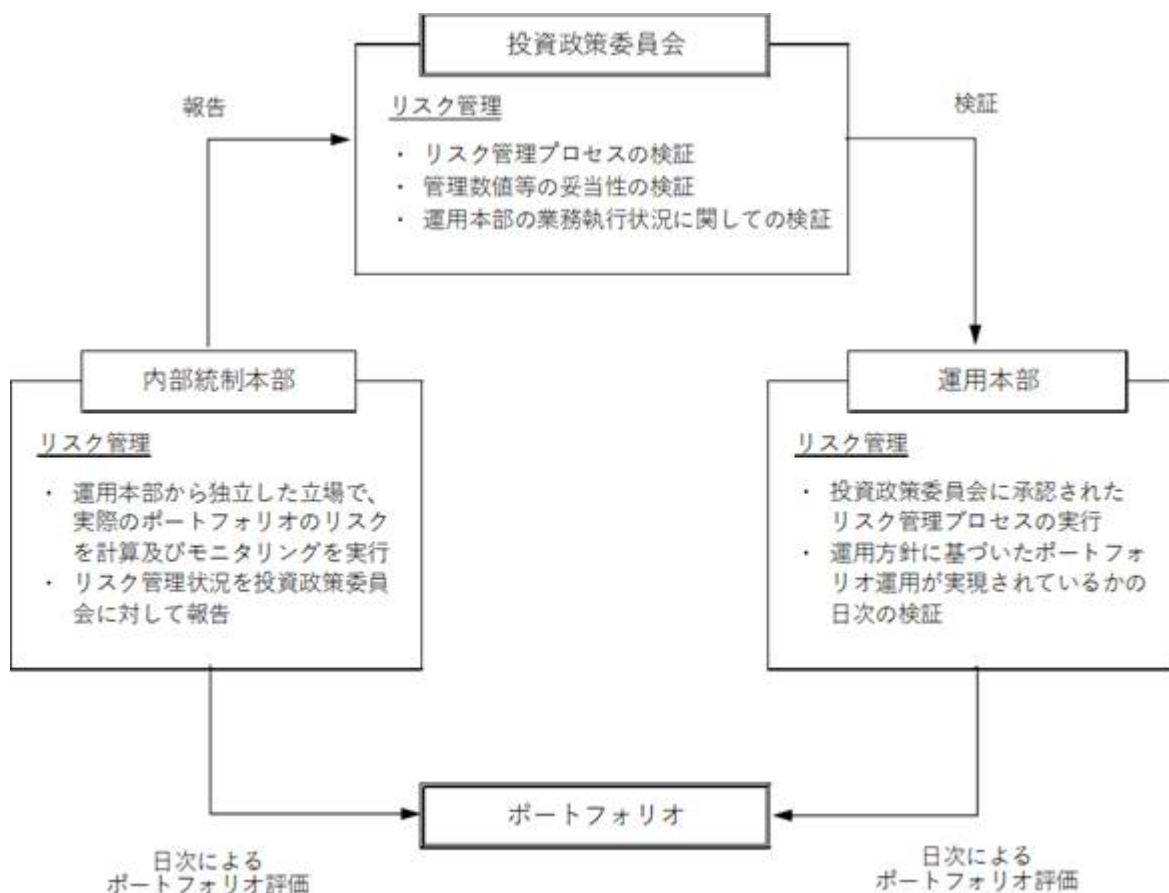 投資政策委員会
報告
検証
リスク管理
・ リスク管理プロセスの検証
・ 管理数値等の妥当性の検証
・ 運用本部の業務執行状況に関しての検証
内部統制本部
リスク管理
・ 運用本部から独立した立場で、
実際のポートフォリオのリスク
を計算及びモニタリングを実行
・ リスク管理状況を投資政策委員
会に対して報告
運用本部
リスク管理
・ 投資政策委員会に承認された
リスク管理プロセスの実行
・ 運用方針に基づいたポートフォ
リオ運用が実現されているかの
日次の検証
ポートフォリオ
日次による
ポートフォリオ評価
日次による
ポートフォリオ評価